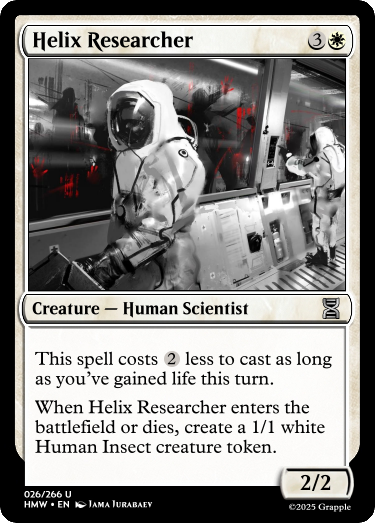 Helix Researcher 3
Creature — Human Scientist
This spell costs 2 less to cast as long
as you've gained life this turn.
When Helix Researcher enters the
battlefield or dies, create a 1/1 white
Human Insect creature token.
2/2
026/266 U
HMW • EN Jama Jurabaev
©2025 Grapple